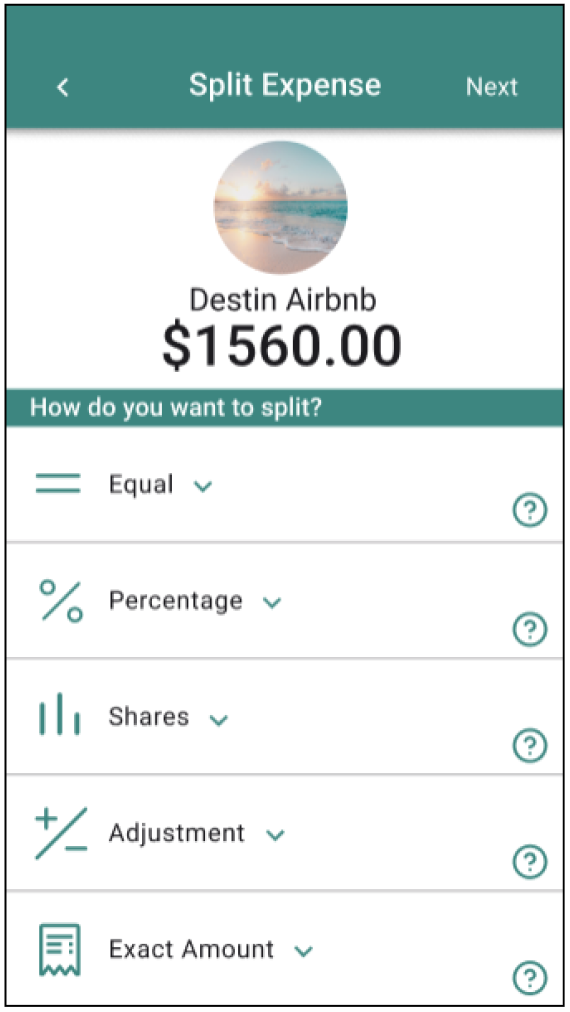 Split Expense
Next
Destin Airbnb
$1560.00
How do you want to split?
Equal
?
Percentage
?
Shares
?
Adjustment
?
Exact Amount
?